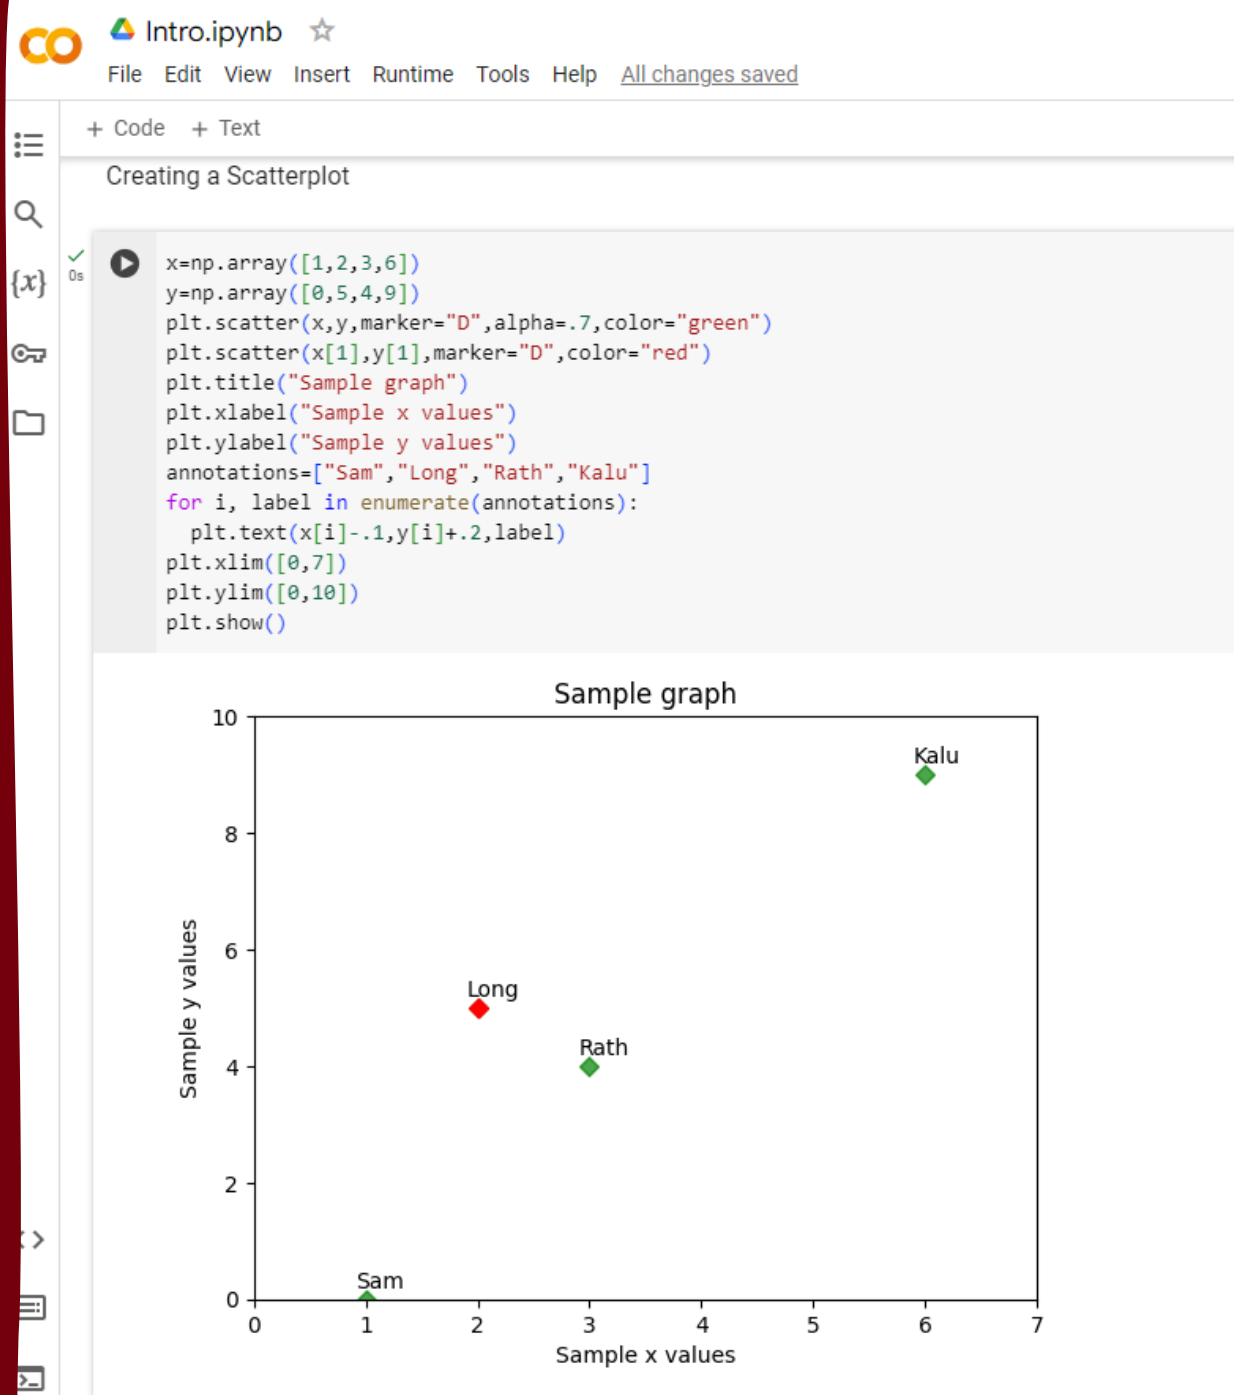 Intro.ipynb
File Edit View Insert Runtime Tools Help All changes saved
+ Code + Text
Creating a Scatterplot
{x}
0s
x=np.array([1,2,3,6])
y=np.array([0,5,4,9])
plt.scatter(x,y,marker="D",alpha=.7,color="green")
plt.scatter(x[1],y[1],marker="D",color="red")
plt.title("Sample graph")
plt.xlabel("Sample x values")
plt.ylabel("Sample y values")
annotations=["Sam","Long","Rath","Kalu"]
for i, label in enumerate(annotations):
  plt.text(x[i]-.1,y[i]+.2,label)
plt.xlim([0,7])
plt.ylim([0,10])
plt.show()
Sample graph
10
Kalu
8
Sample y values
6
Long
Rath
4
2
Sam
0
0 1 2 3 4 5 6 7
Sample x values